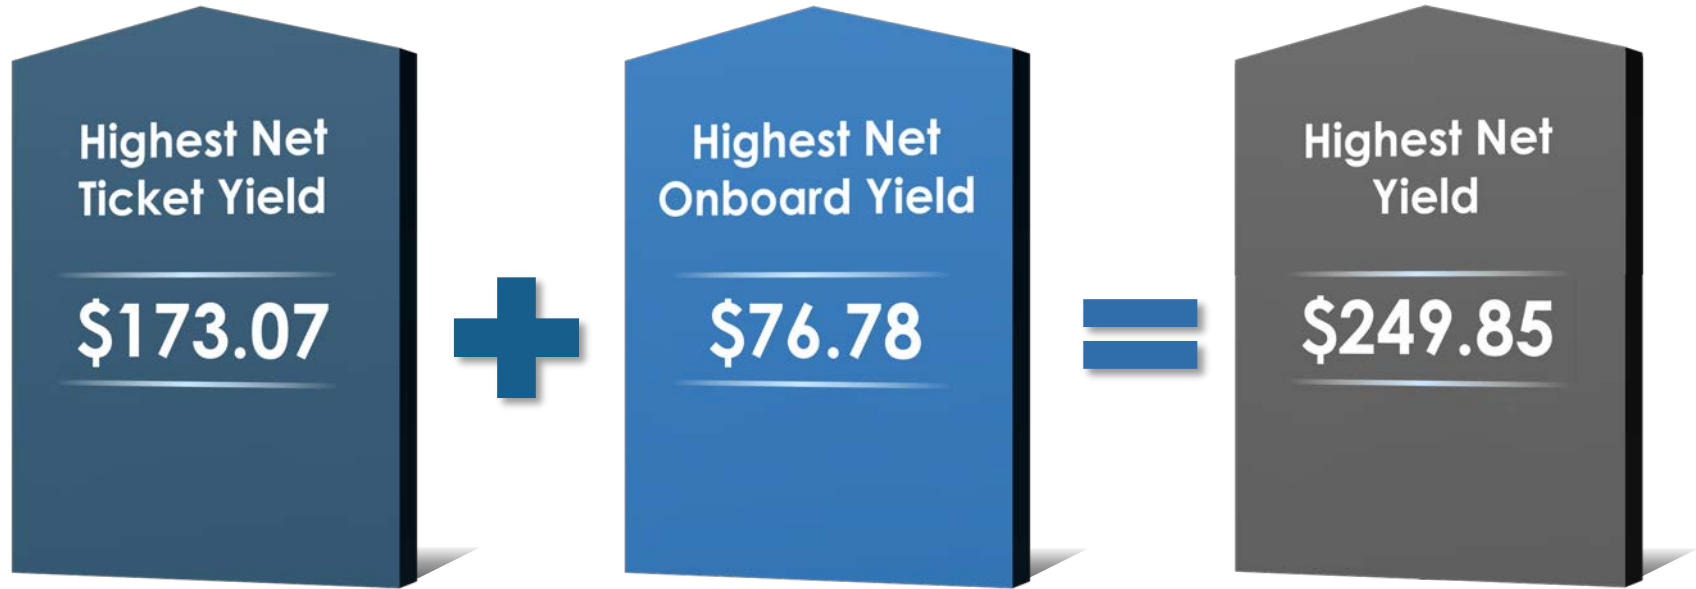 Highest Net
Ticket Yield
$173.07
Highest Net
Onboard Yield
$76.78
Highest Net
Yield
$249.85